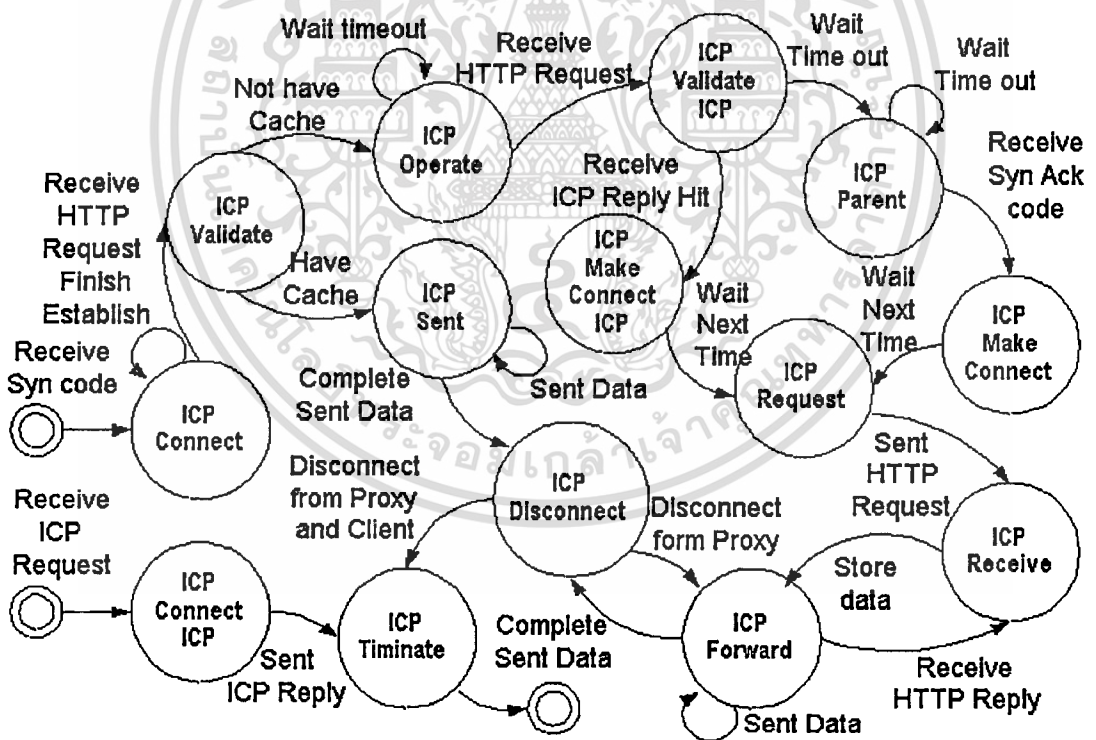 Wait timeout
Receive
HTTP Request
ICP
Validate
ICP
Wait
Time out
Wait
Time out
Not have
Cache
ICP
Operate
Receive
ICP Reply Hit
ICP
Parent
Receive
Syn Ack
code
Receive
HTTP
Request
Finish
Establish
ICP
Validate
Have
Cache
ICP
Sent
ICP
Make
Connect
ICP
Wait
Next
Time
Wait
Next
Time
ICP
Make
Connect
Receive
Syn code
ICP
Connect
Complete
Sent Data
Sent Data
ICP
Request
Sent
HTTP
Request
Receive
ICP
Request
Disconnect
from Proxy
and Client
ICP
Disconnect
Disconnect
form Proxy
ICP
Receive
Store
data
ICP
Connect
ICP
Sent
ICP Reply
ICP
Timinate
Complete
Sent Data
ICP
Forward
Sent Data
Receive
HTTP Reply